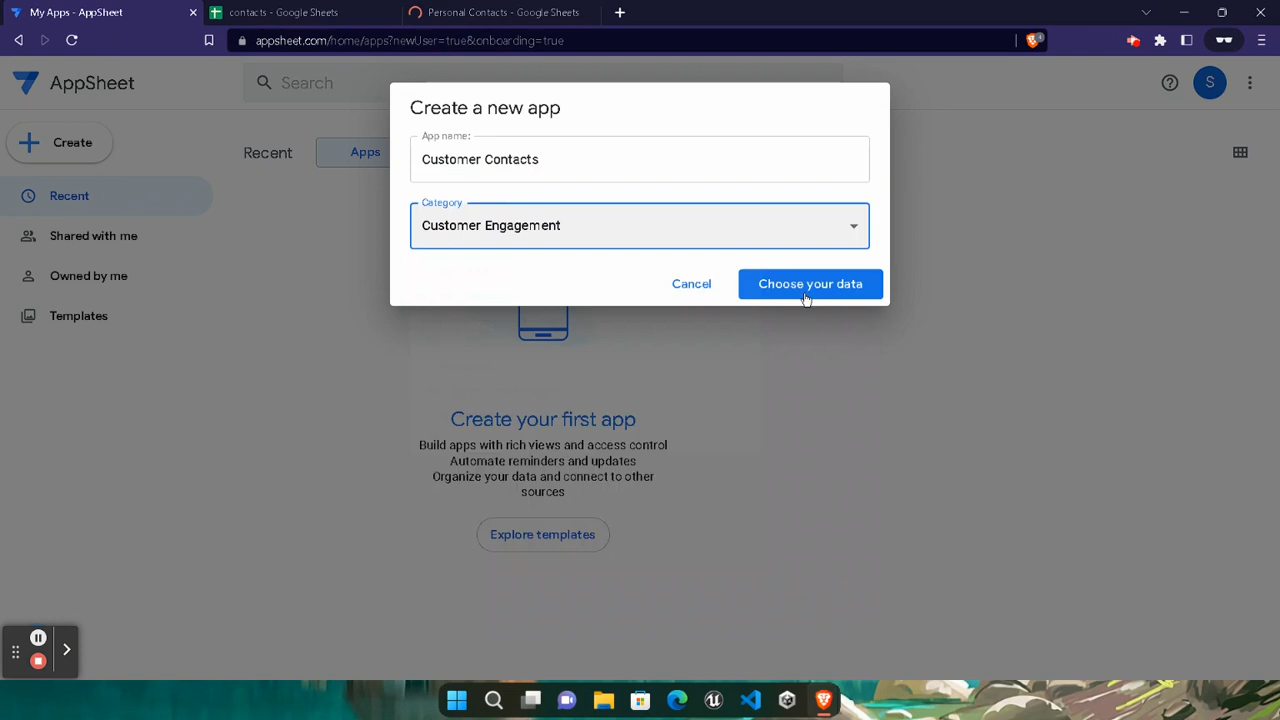 My Apps - AppSheet
contacts - Google Sheets
Personal Contacts - Google Sheets
appsheet.com/home/apps?newUser=true&onboarding=true
AppSheet
Search
S
Create a new app
App name:
Customer Contacts
Create
Recent
Apps
Recent
Category
Customer Engagement
Shared with me
Owned by me
Cancel
Choose your data
Templates
Create your first app
Build apps with rich views and access control
Automate reminders and updates
Organize your data and connect to other
sources
Explore templates